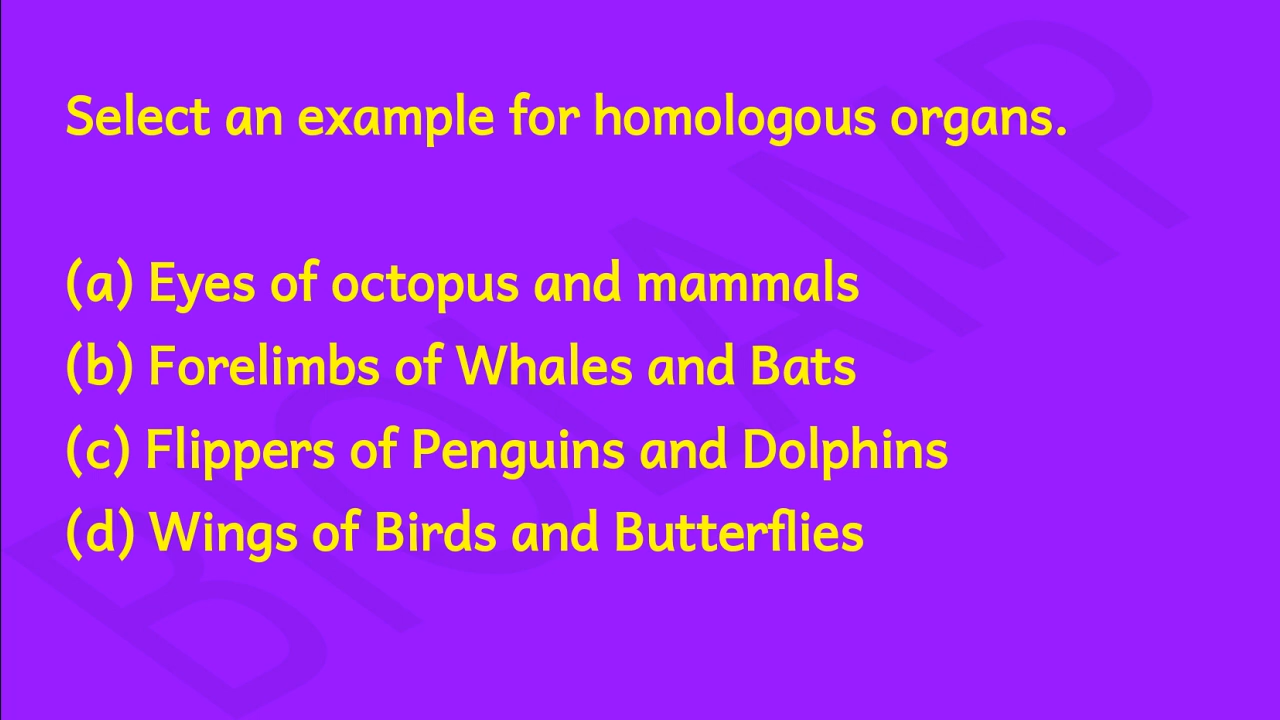 Select an example for homologous organs.
(a) Eyes of octopus and mammals
(b) Forelimbs of Whales and Bats
(c) Flippers of Penguins and Dolphins
(d) Wings of Birds and Butterflies
BIOLAMP